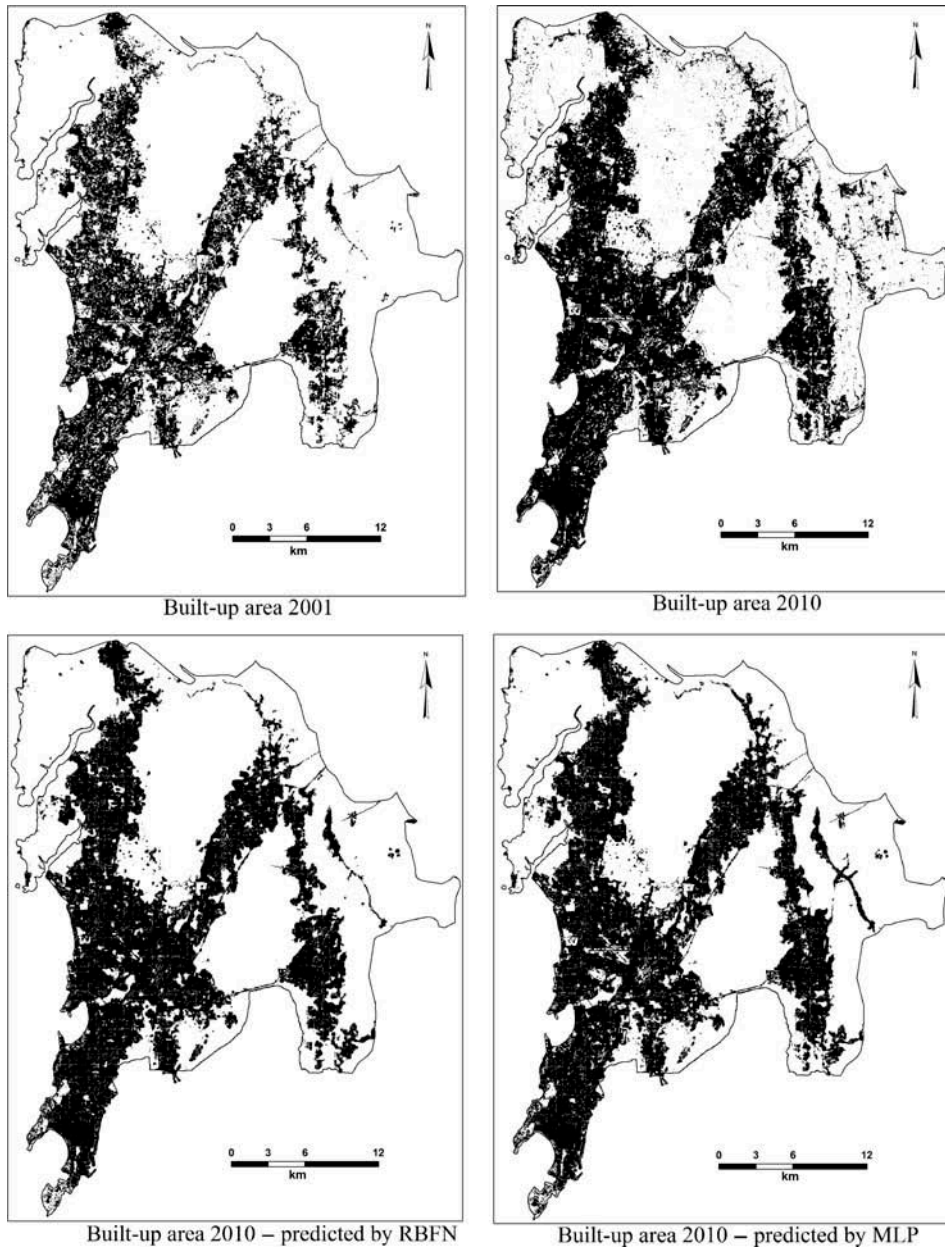 N
0 3 6 12
km
Built-up area 2001
N
0 3 6 12
km
Built-up area 2010
N
0 3 6 12
km
Built-up area 2010 – predicted by RBFN
N
0 3 6 12
km
Built-up area 2010 – predicted by MLP